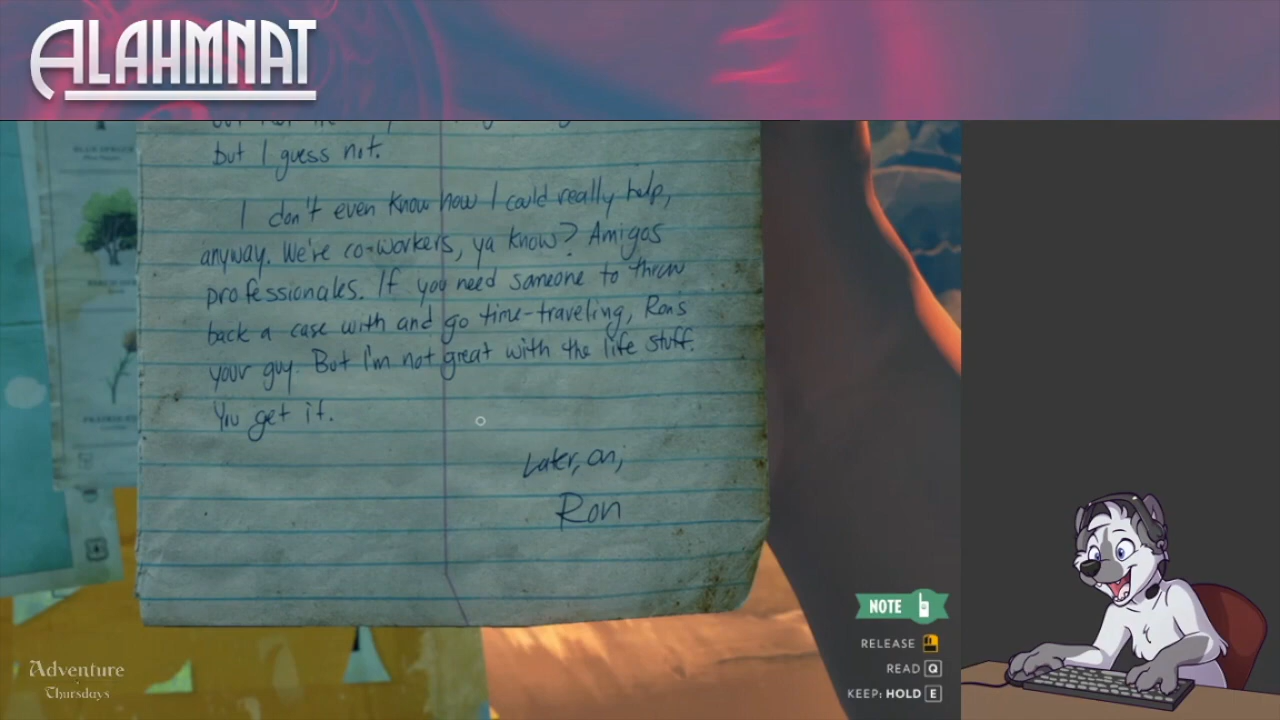 ALAHMNAT
but I guess not.
I don't even know how I could really help,
anyway. We're co-workers, ya know? Amigos
professionales. If you need someone to throw
back a case with and go time-traveling, Ron's
your guy. But I'm not great with the life stuff.
You get it.
Later, on,
Ron
NOTE
RELEASE
READ Q
KEEP: HOLD E
Adventure
Thursdays